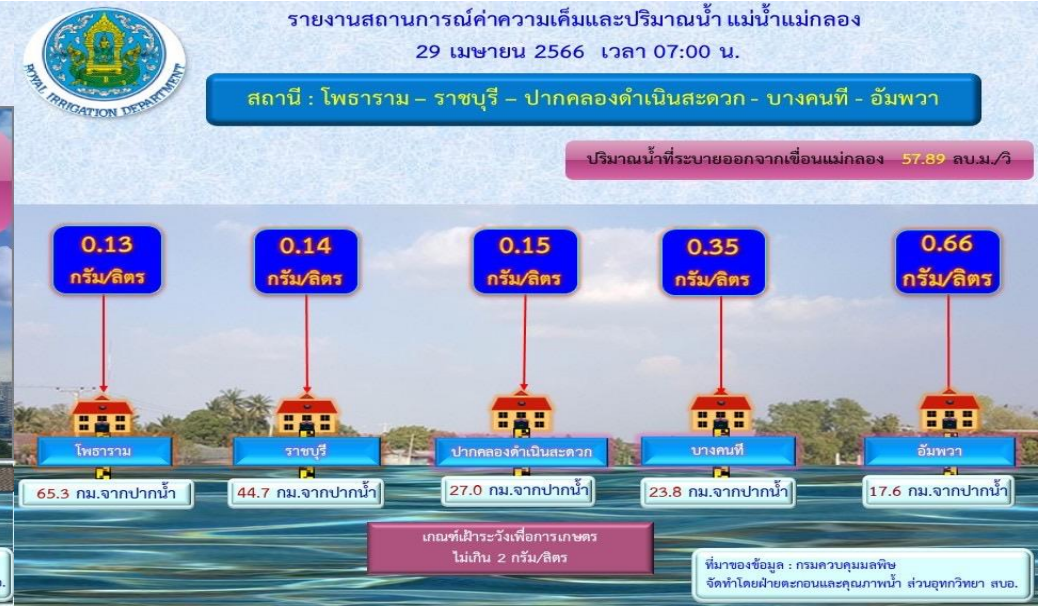 รายงานสถานการณ์ค่าความเค็มและปริมาณน้ำ แม่น้ำแม่กลอง
29 เมษายน 2566 เวลา 07:00 น.
ROYAL IRRIGATION DEPARTMENT
สถานี : โพธาราม – ราชบุรี – ปากคลองดำเนินสะดวก - บางคนที - อัมพวา
ปริมาณน้ำที่ระบายออกจากเขื่อนแม่กลอง 57.89 ลบ.ม./วิ
0.13
กรัม/ลิตร
0.14
กรัม/ลิตร
0.15
กรัม/ลิตร
0.35
กรัม/ลิตร
0.66
กรัม/ลิตร
โพธาราม
ราชบุรี
ปากคลองดำเนินสะดวก
บางคนที
อัมพวา
65.3 กม.จากปากน้ำ
44.7 กม.จากปากน้ำ
27.0 กม.จากปากน้ำ
23.8 กม.จากปากน้ำ
17.6 กม.จากปากน้ำ
เกณฑ์เฝ้าระวังเพื่อการเกษตร
ไม่เกิน 2 กรัม/ลิตร
ที่มาของข้อมูล : กรมควบคุมมลพิษ
จัดทำโดยฝ่ายตะกอนและคุณภาพน้ำ ส่วนอุทกวิทยา สบอ.